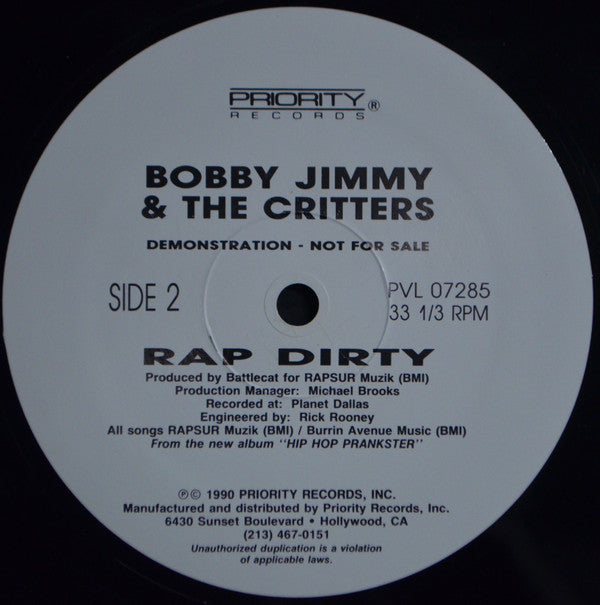 PRIORITY ®
RECORDS
BOBBY JIMMY
& THE CRITTERS
DEMONSTRATION - NOT FOR SALE
SIDE 2
PVL 07285
33 1/3 RPM
RAP DIRTY
Produced by Battlecat for RAPSUR Muzik (BMI)
Production Manager: Michael Brooks
Recorded at: Planet Dallas
Engineered by: Rick Rooney
All songs RAPSUR Muzik (BMI) / Burrin Avenue Music (BMI)
From the new album "HIP HOP PRANKSTER"
℗© 1990 PRIORITY RECORDS, INC.
Manufactured and distributed by Priority Records, Inc.
6430 Sunset Boulevard • Hollywood, CA
(213) 467-0151
Unauthorized duplication is a violation
of applicable laws.